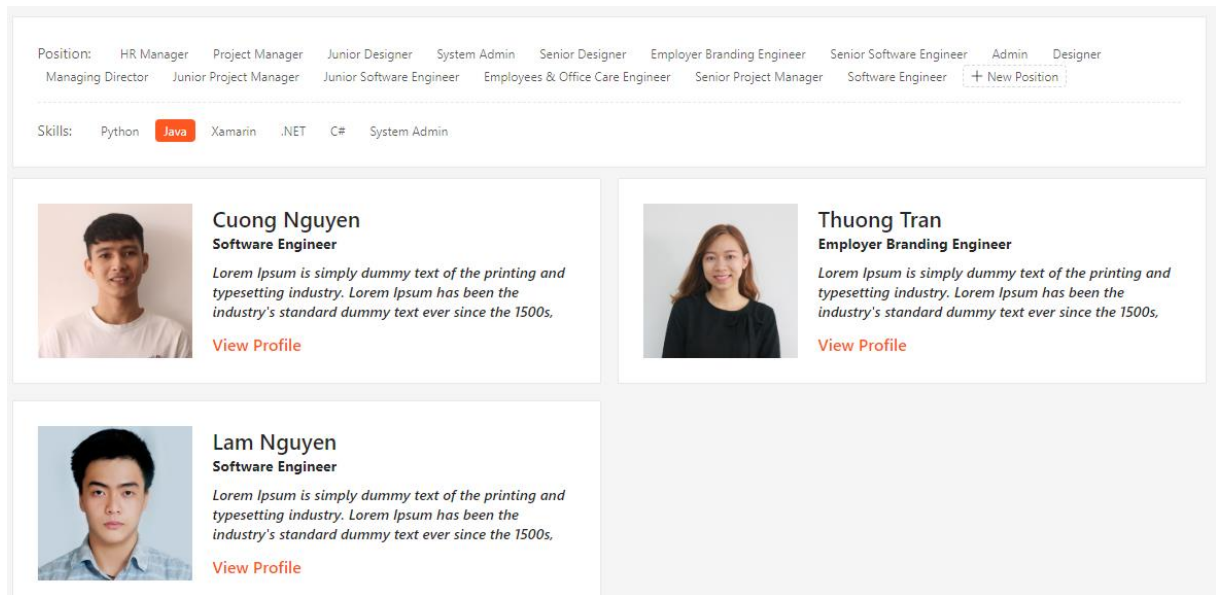 Position: HR Manager Project Manager Junior Designer System Admin Senior Designer Employer Branding Engineer Senior Software Engineer Admin Designer
Managing Director Junior Project Manager Junior Software Engineer Employees & Office Care Engineer Senior Project Manager Software Engineer + New Position
Skills: Python Java Xamarin .NET C# System Admin
Cuong Nguyen
Software Engineer
Lorem Ipsum is simply dummy text of the printing and
typesetting industry. Lorem Ipsum has been the
industry's standard dummy text ever since the 1500s,
View Profile
Thuong Tran
Employer Branding Engineer
Lorem Ipsum is simply dummy text of the printing and
typesetting industry. Lorem Ipsum has been the
industry's standard dummy text ever since the 1500s,
View Profile
Lam Nguyen
Software Engineer
Lorem Ipsum is simply dummy text of the printing and
typesetting industry. Lorem Ipsum has been the
industry's standard dummy text ever since the 1500s,
View Profile